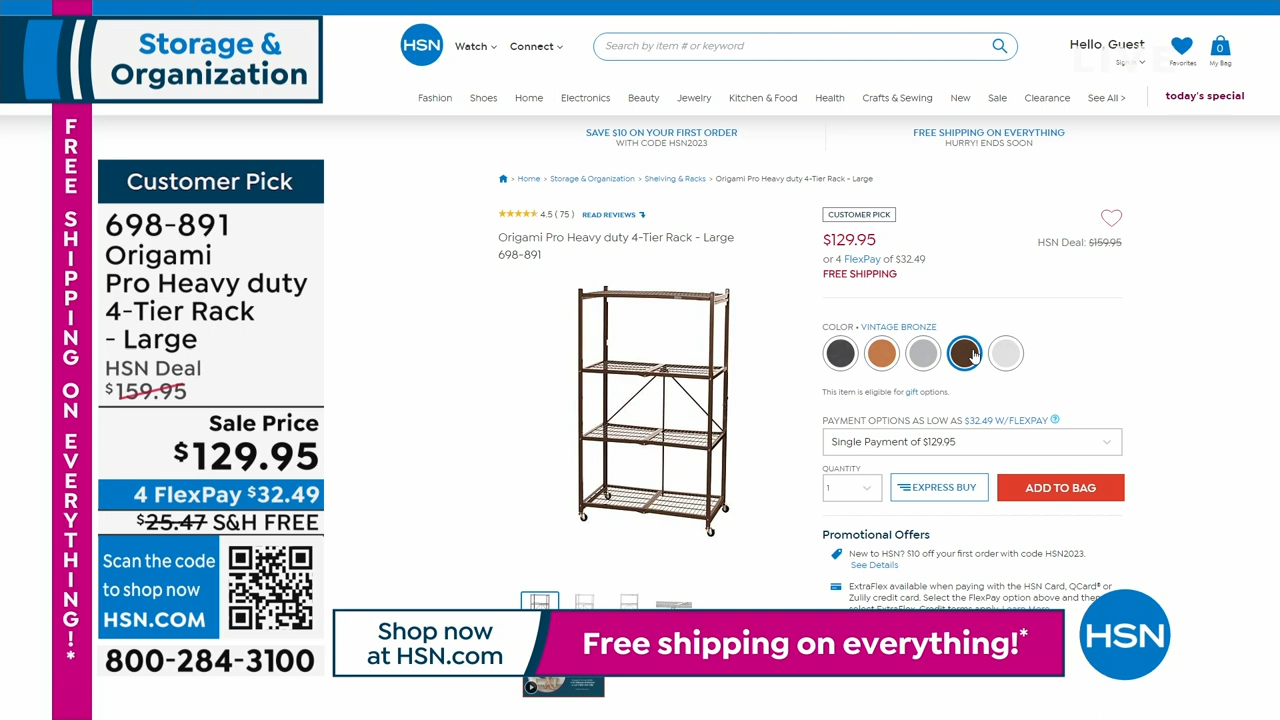 Storage &
Organization
FREE SHIPPING ON EVERYTHING!*
Customer Pick
698-891
Origami
Pro Heavy duty
4-Tier Rack
- Large
HSN Deal
$159.95
Sale Price
$129.95
4 FlexPay $32.49
$25.47 S&H FREE
Scan the code
to shop now
HSN.COM
800-284-3100
HSN
Watch
Connect
Search by item # or keyword
Hello, Guest
Favorites
0
My Bag
Fashion Shoes Home Electronics Beauty Jewelry Kitchen & Food Health Crafts & Sewing New Sale Clearance See All > today's special
SAVE $10 ON YOUR FIRST ORDER
WITH CODE HSN2023
FREE SHIPPING ON EVERYTHING
HURRY! ENDS SOON
> Home > Storage & Organization > Shelving & Racks > Origami Pro Heavy duty 4-Tier Rack - Large
4.5 ( 75 ) READ REVIEWS
Origami Pro Heavy duty 4-Tier Rack - Large
698-891
CUSTOMER PICK
$129.95
HSN Deal: $159.95
or 4 FlexPay of $32.49
FREE SHIPPING
COLOR • VINTAGE BRONZE
This item is eligible for gift options.
PAYMENT OPTIONS AS LOW AS $32.49 W/FLEXPAY ?
Single Payment of $129.95
QUANTITY
1
EXPRESS BUY
ADD TO BAG
Promotional Offers
New to HSN? $10 off your first order with code HSN2023.
See Details
ExtraFlex available when paying with the HSN Card, QCard® or
Zulily credit card. Select the FlexPay option above and then
Shop now
at HSN.com
Free shipping on everything!*
HSN